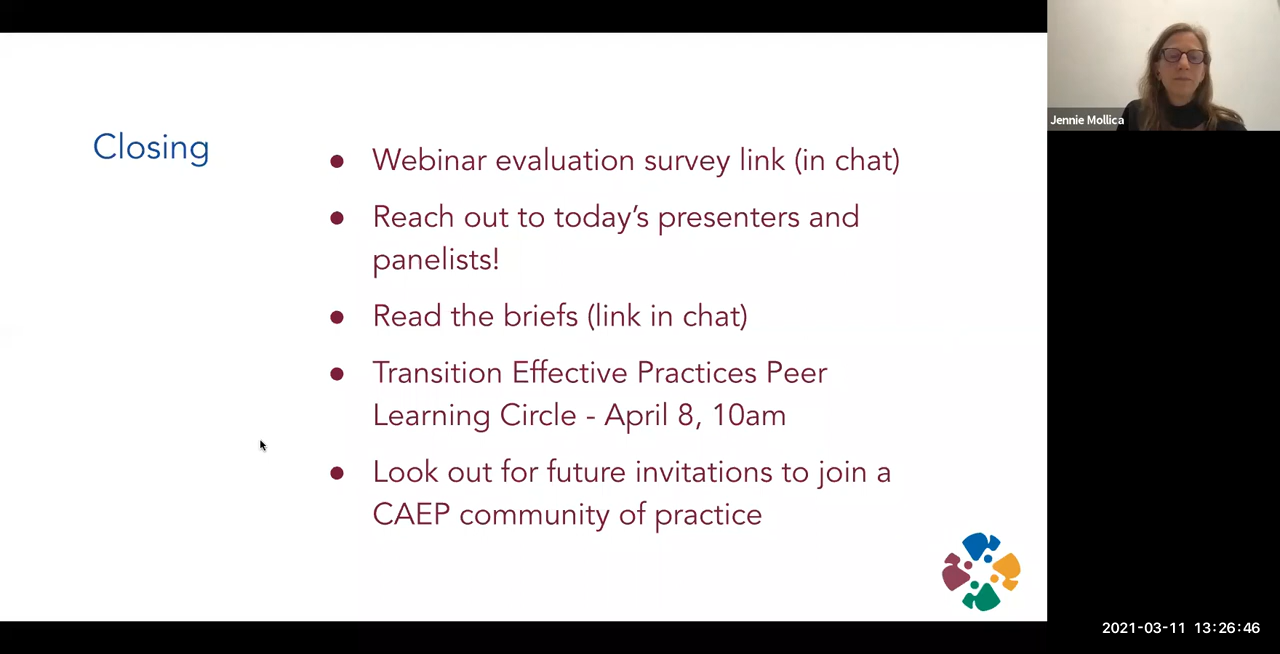 Closing
● Webinar evaluation survey link (in chat)
● Reach out to today's presenters and
panelists!
● Read the briefs (link in chat)
● Transition Effective Practices Peer
Learning Circle - April 8, 10am
● Look out for future invitations to join a
CAEP community of practice
Jennie Mollica
2021-03-11 13:26:46